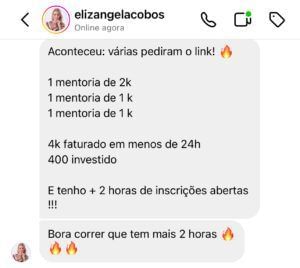 elizangelacobos
Online agora
Aconteceu: várias pediram o link! 🔥
1 mentoria de 2k
1 mentoria de 1 k
1 mentoria de 1 k
4k faturado em menos de 24h
400 investido
E tenho + 2 horas de inscrições abertas
!!!
Bora correr que tem mais 2 horas 🔥
🔥🔥